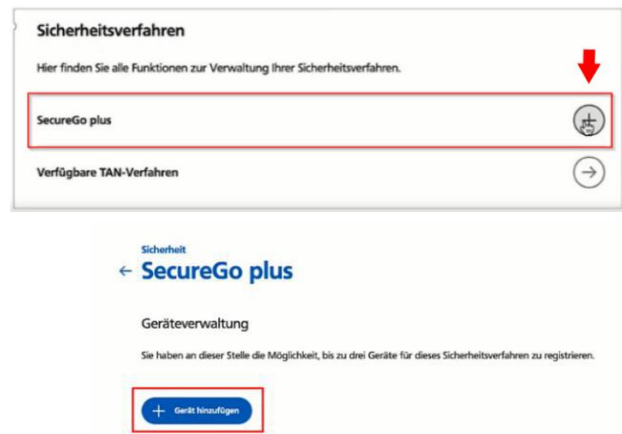 Sicherheitsverfahren
Hier finden Sie alle Funktionen zur Verwaltung Ihrer Sicherheitsverfahren.
SecureGo plus
Verfügbare TAN-Verfahren
Sicherheit
← SecureGo plus
Geräteverwaltung
Sie haben an dieser Stelle die Möglichkeit, bis zu drei Geräte für dieses Sicherheitsverfahren zu registrieren.
+ Gerät hinzufügen